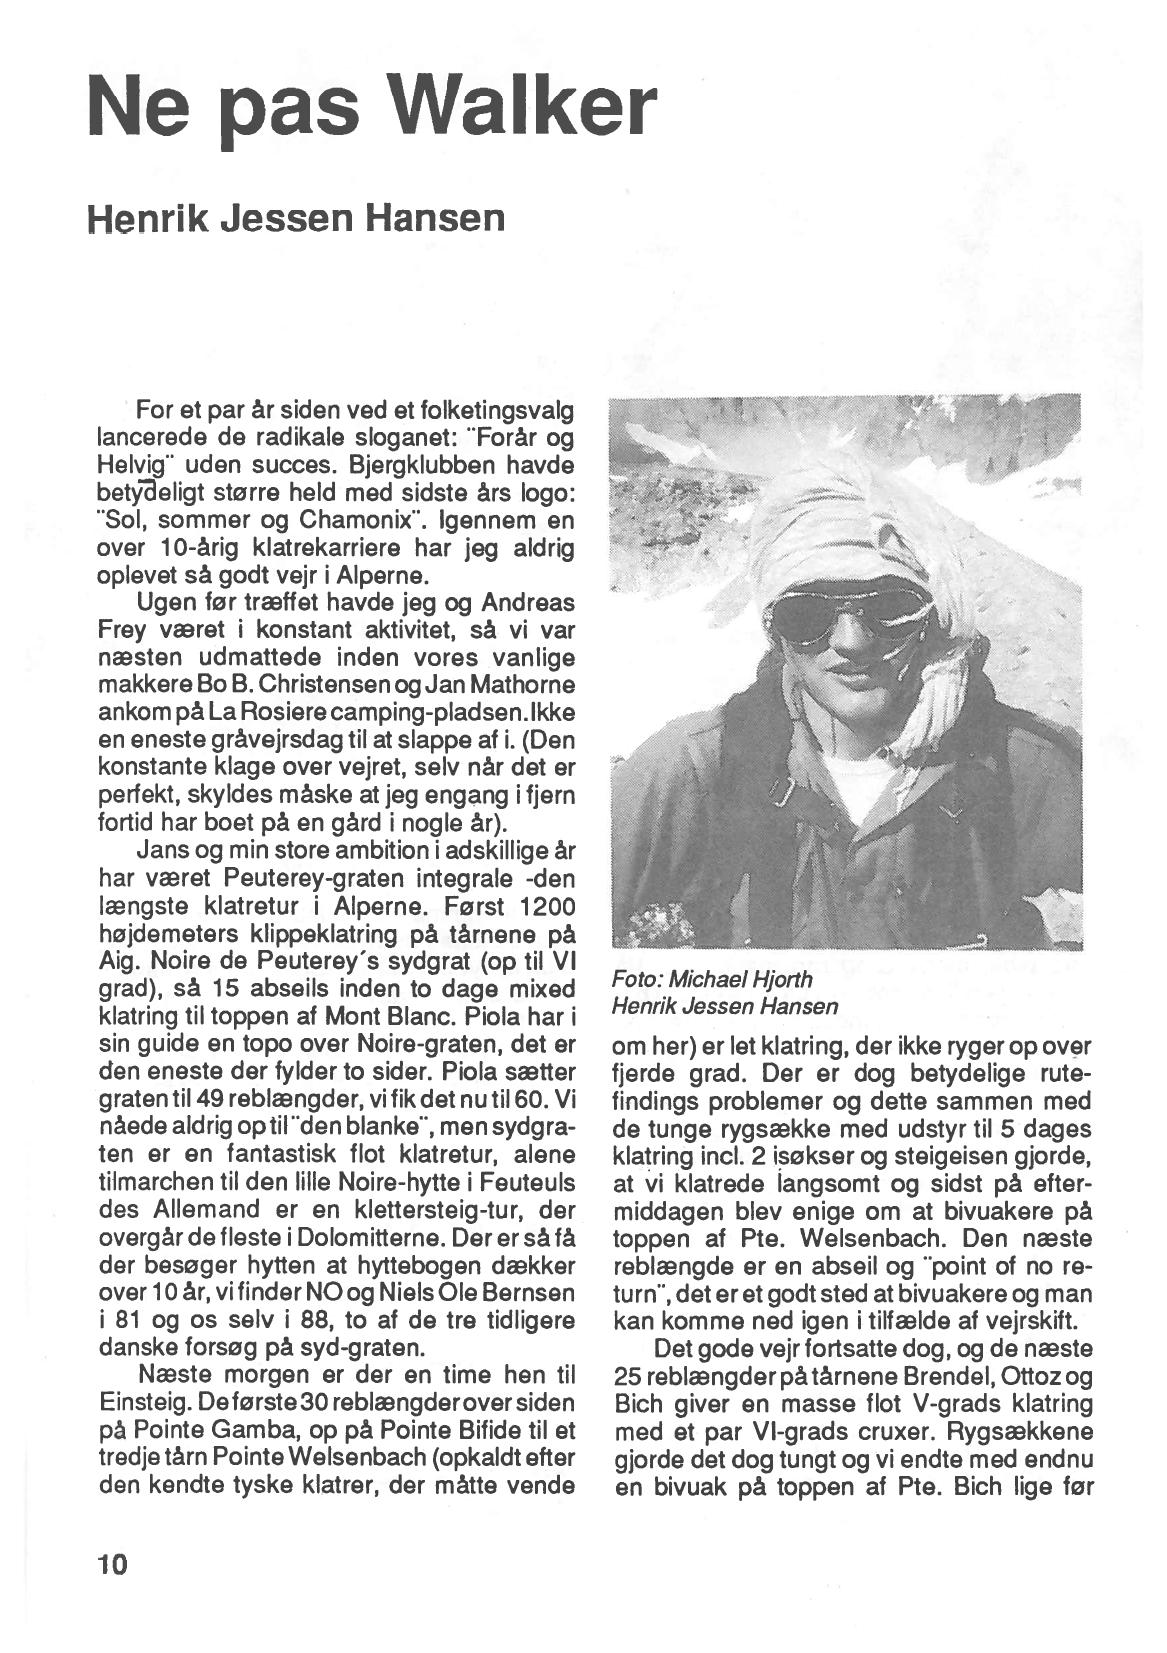 Ne pas Walker
Henrik Jessen Hansen
For et par år siden ved et folketingsvalg
lancerede de radikale sloganet: "Forår og
Helvig" uden succes. Bjergklubben havde
betydeligt større held med sidste års logo:
"Sol, sommer og Chamonix". Igennem en
over 10-årig klatrekarriere har jeg aldrig
oplevet så godt vejr i Alperne.
Ugen før træffet havde jeg og Andreas
Frey været i konstant aktivitet, så vi var
næsten udmattede inden vores vanlige
makkere Bo B. Christensen og Jan Mathorne
ankom på La Rosiere camping-pladsen. Ikke
en eneste gråvejrsdag til at slappe af i. (Den
konstante klage over vejret, selv når det er
perfekt, skyldes måske at jeg engang i fjern
fortid har boet på en gård i nogle år).
Jans og min store ambition i adskillige år
har været Peuterey-graten integrale -den
længste klatretur i Alperne. Først 1200
højdemeters klippeklatring på tårnene på
Aig. Noire de Peuterey´s sydgrat (op til VI
grad), så 15 abseils inden to dage mixed
klatring til toppen af Mont Blanc. Piola har i
sin guide en topo over Noire-graten, det er
den eneste der fylder to sider. Piola sætter
graten til 49 reblængder, vi fik det nu til 60. Vi
nåede aldrig op til "den blanke", men sydgra-
ten er en fantastisk flot klatretur, alene
tilmarchen til den lille Noire-hytte i Feuteuls
des Allemand er en klettersteig-tur, der
overgår de fleste i Dolomitterne. Der er så få
der besøger hytten at hyttebogen dækker
over 10 år, vi finder NO og Niels Ole Bernsen
i 81 og os selv i 88, to af de tre tidligere
danske forsøg på syd-graten.
Næste morgen er der en time hen til
Einsteig. De første 30 reblængder over siden
på Pointe Gamba, op på Pointe Bifide til et
tredje tårn Pointe Welsenbach (opkaldt efter
den kendte tyske klatrer, der måtte vende
Foto: Michael Hjorth
Henrik Jessen Hansen
om her) er let klatring, der ikke ryger op over
fjerde grad. Der er dog betydelige rute-
findings problemer og dette sammen med
de tunge rygsække med udstyr til 5 dages
klatring incl. 2 isøkser og steigeisen gjorde,
at vi klatrede langsomt og sidst på efter-
middagen blev enige om at bivuakere på
toppen af Pte. Welsenbach. Den næste
reblængde er en abseil og "point of no re-
turn", det er et godt sted at bivuakere og man
kan komme ned igen i tilfælde af vejrskift.
Det gode vejr fortsatte dog, og de næste
25 reblængder på tårnene Brendel, Ottoz og
Bich giver en masse flot V-grads klatring
med et par VI-grads cruxer. Rygsækkene
gjorde det dog tungt og vi endte med endnu
en bivuak på toppen af Pte. Bich lige før
10